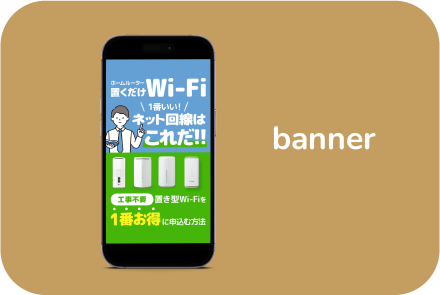 ホームルーター
置くだけWi-Fi
1番いい!
ネット回線は
これだ!!
工事不要 置き型Wi-Fiを
1番お得に申込む方法
banner